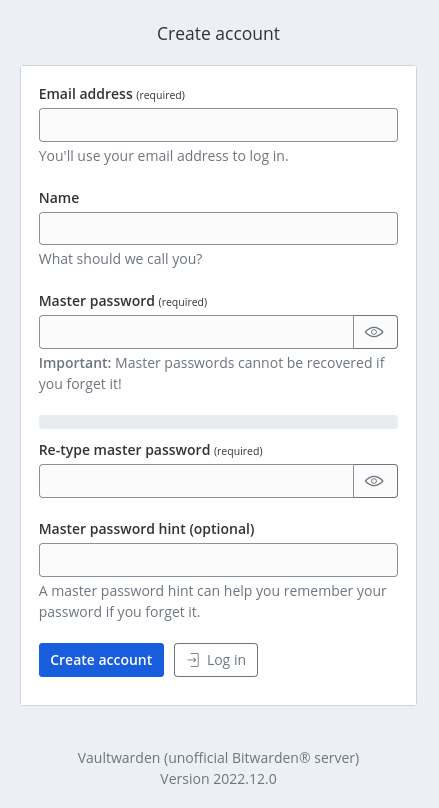 Create account
Email address (required)
You'll use your email address to log in.
Name
What should we call you?
Master password (required)
Important: Master passwords cannot be recovered if
you forget it!
Re-type master password (required)
Master password hint (optional)
A master password hint can help you remember your
password if you forget it.
Create account Log in
Vaultwarden (unofficial Bitwarden® server)
Version 2022.12.0